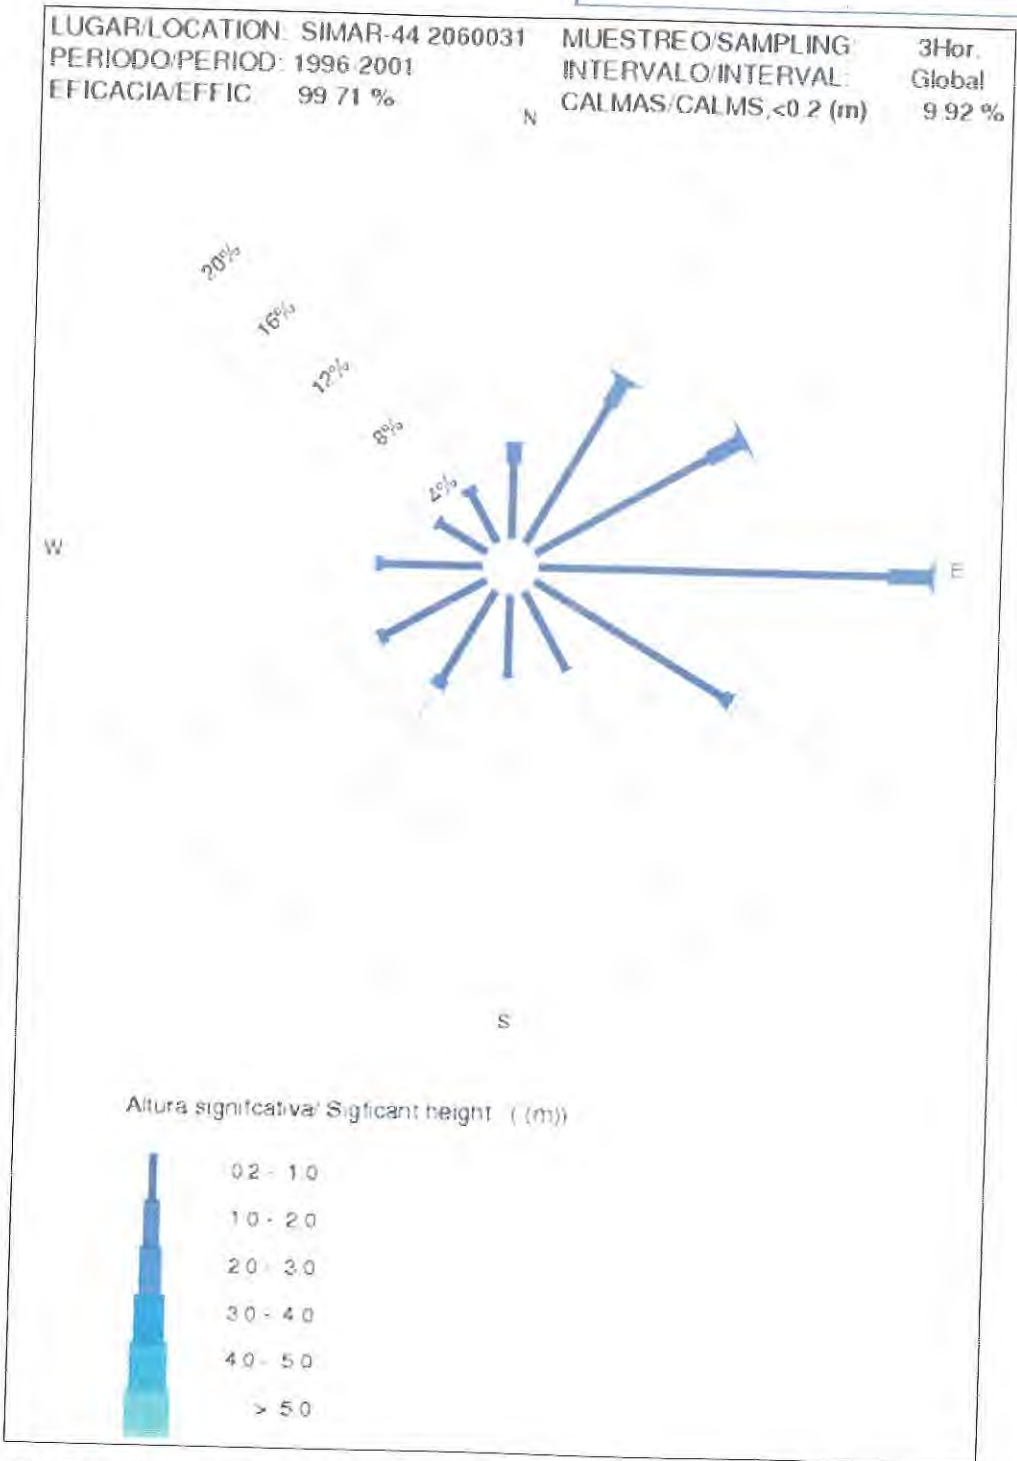 LUGAR/LOCATION: SIMAR-44 2060031 MUESTREO/SAMPLING: 3Hor.
PERIODO/PERIOD: 1996-2001 INTERVALO/INTERVAL: Global
EFICACIA/EFFIC 99.71 % CALMAS/CALMS,<0.2 (m) 9.92 %
N
20%
16%
12%
8%
4%
W
E
S
Altura signifcativa/ Sigficant height ( (m))
0.2 - 1.0
1.0 - 2.0
2.0 - 3.0
3.0 - 4.0
4.0 - 5.0
> 5.0